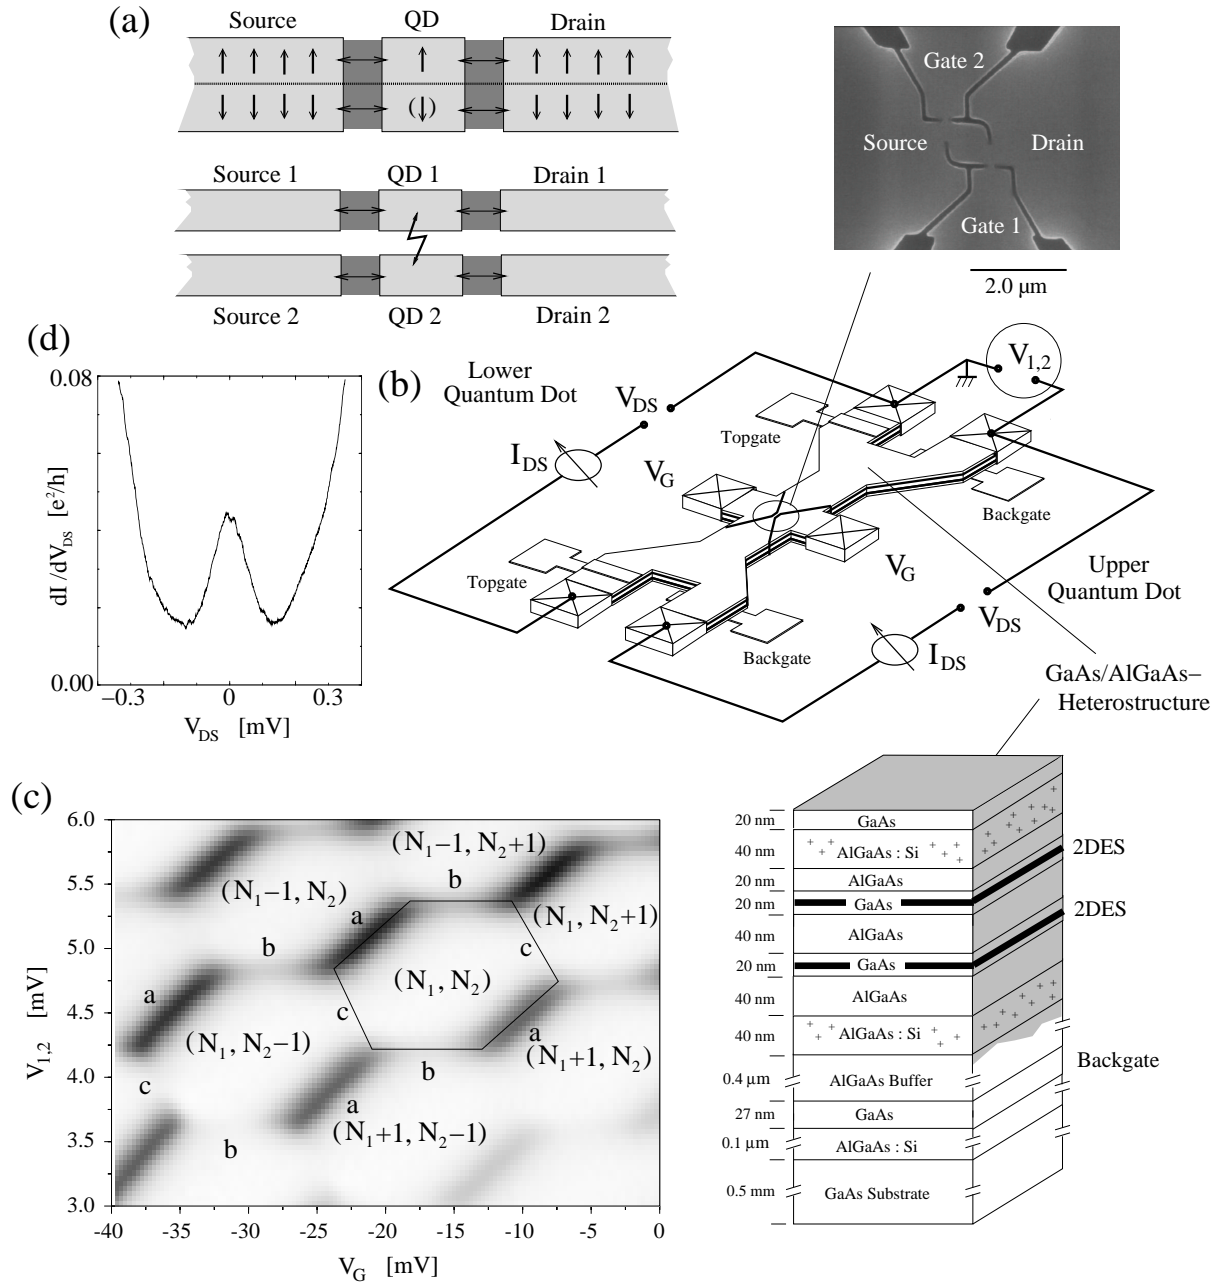 (a)
Source QD Drain
(↓)
Source 1 QD 1 Drain 1
Source 2 QD 2 Drain 2
Gate 2
Source Drain
Gate 1
2.0 μm
(d)
0.08
dI /dV_DS [e²/h]
0.00
−0.3 0 0.3
V_DS [mV]
(b)
Lower
Quantum Dot
V_DS
I_DS
V_G
Topgate
V_1,2
Backgate
V_G
Topgate
Backgate
Upper
Quantum Dot
V_DS
I_DS
GaAs/AlGaAs−
Heterostructure
(c)
6.0
5.5
5.0
4.5
4.0
3.5
3.0
V_1,2 [mV]
-40 -35 -30 -25 -20 -15 -10 -5 0
V_G [mV]
(N_1−1, N_2+1)
(N_1−1, N_2)
b
a
(N_1, N_2+1)
b
c
a
(N_1, N_2)
c
(N_1, N_2−1)
a
b
(N_1+1, N_2)
c
a
(N_1+1, N_2−1)
b
20 nm GaAs
40 nm AlGaAs : Si
20 nm AlGaAs
20 nm GaAs
40 nm AlGaAs
20 nm GaAs
40 nm AlGaAs
40 nm AlGaAs : Si
0.4 μm AlGaAs Buffer
27 nm GaAs
0.1 μm AlGaAs : Si
0.5 mm GaAs Substrate
2DES
2DES
Backgate